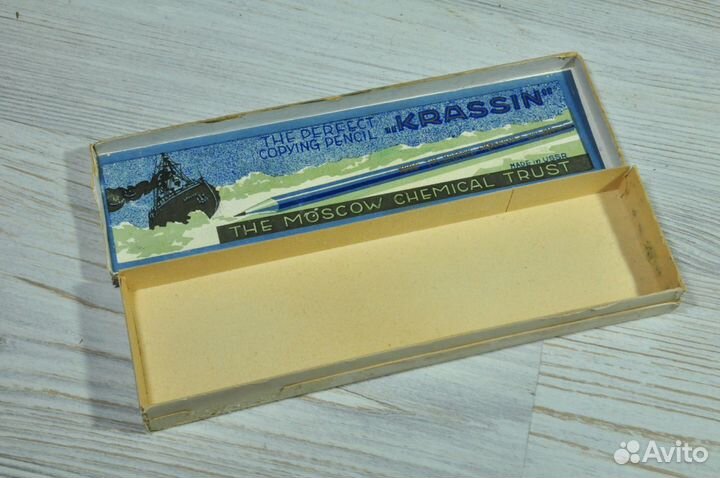 THE PERFECT
COPYING PENCIL „KRASSIN“
MADE IN USSR
THE MOSCOW CHEMICAL TRUST
Avito